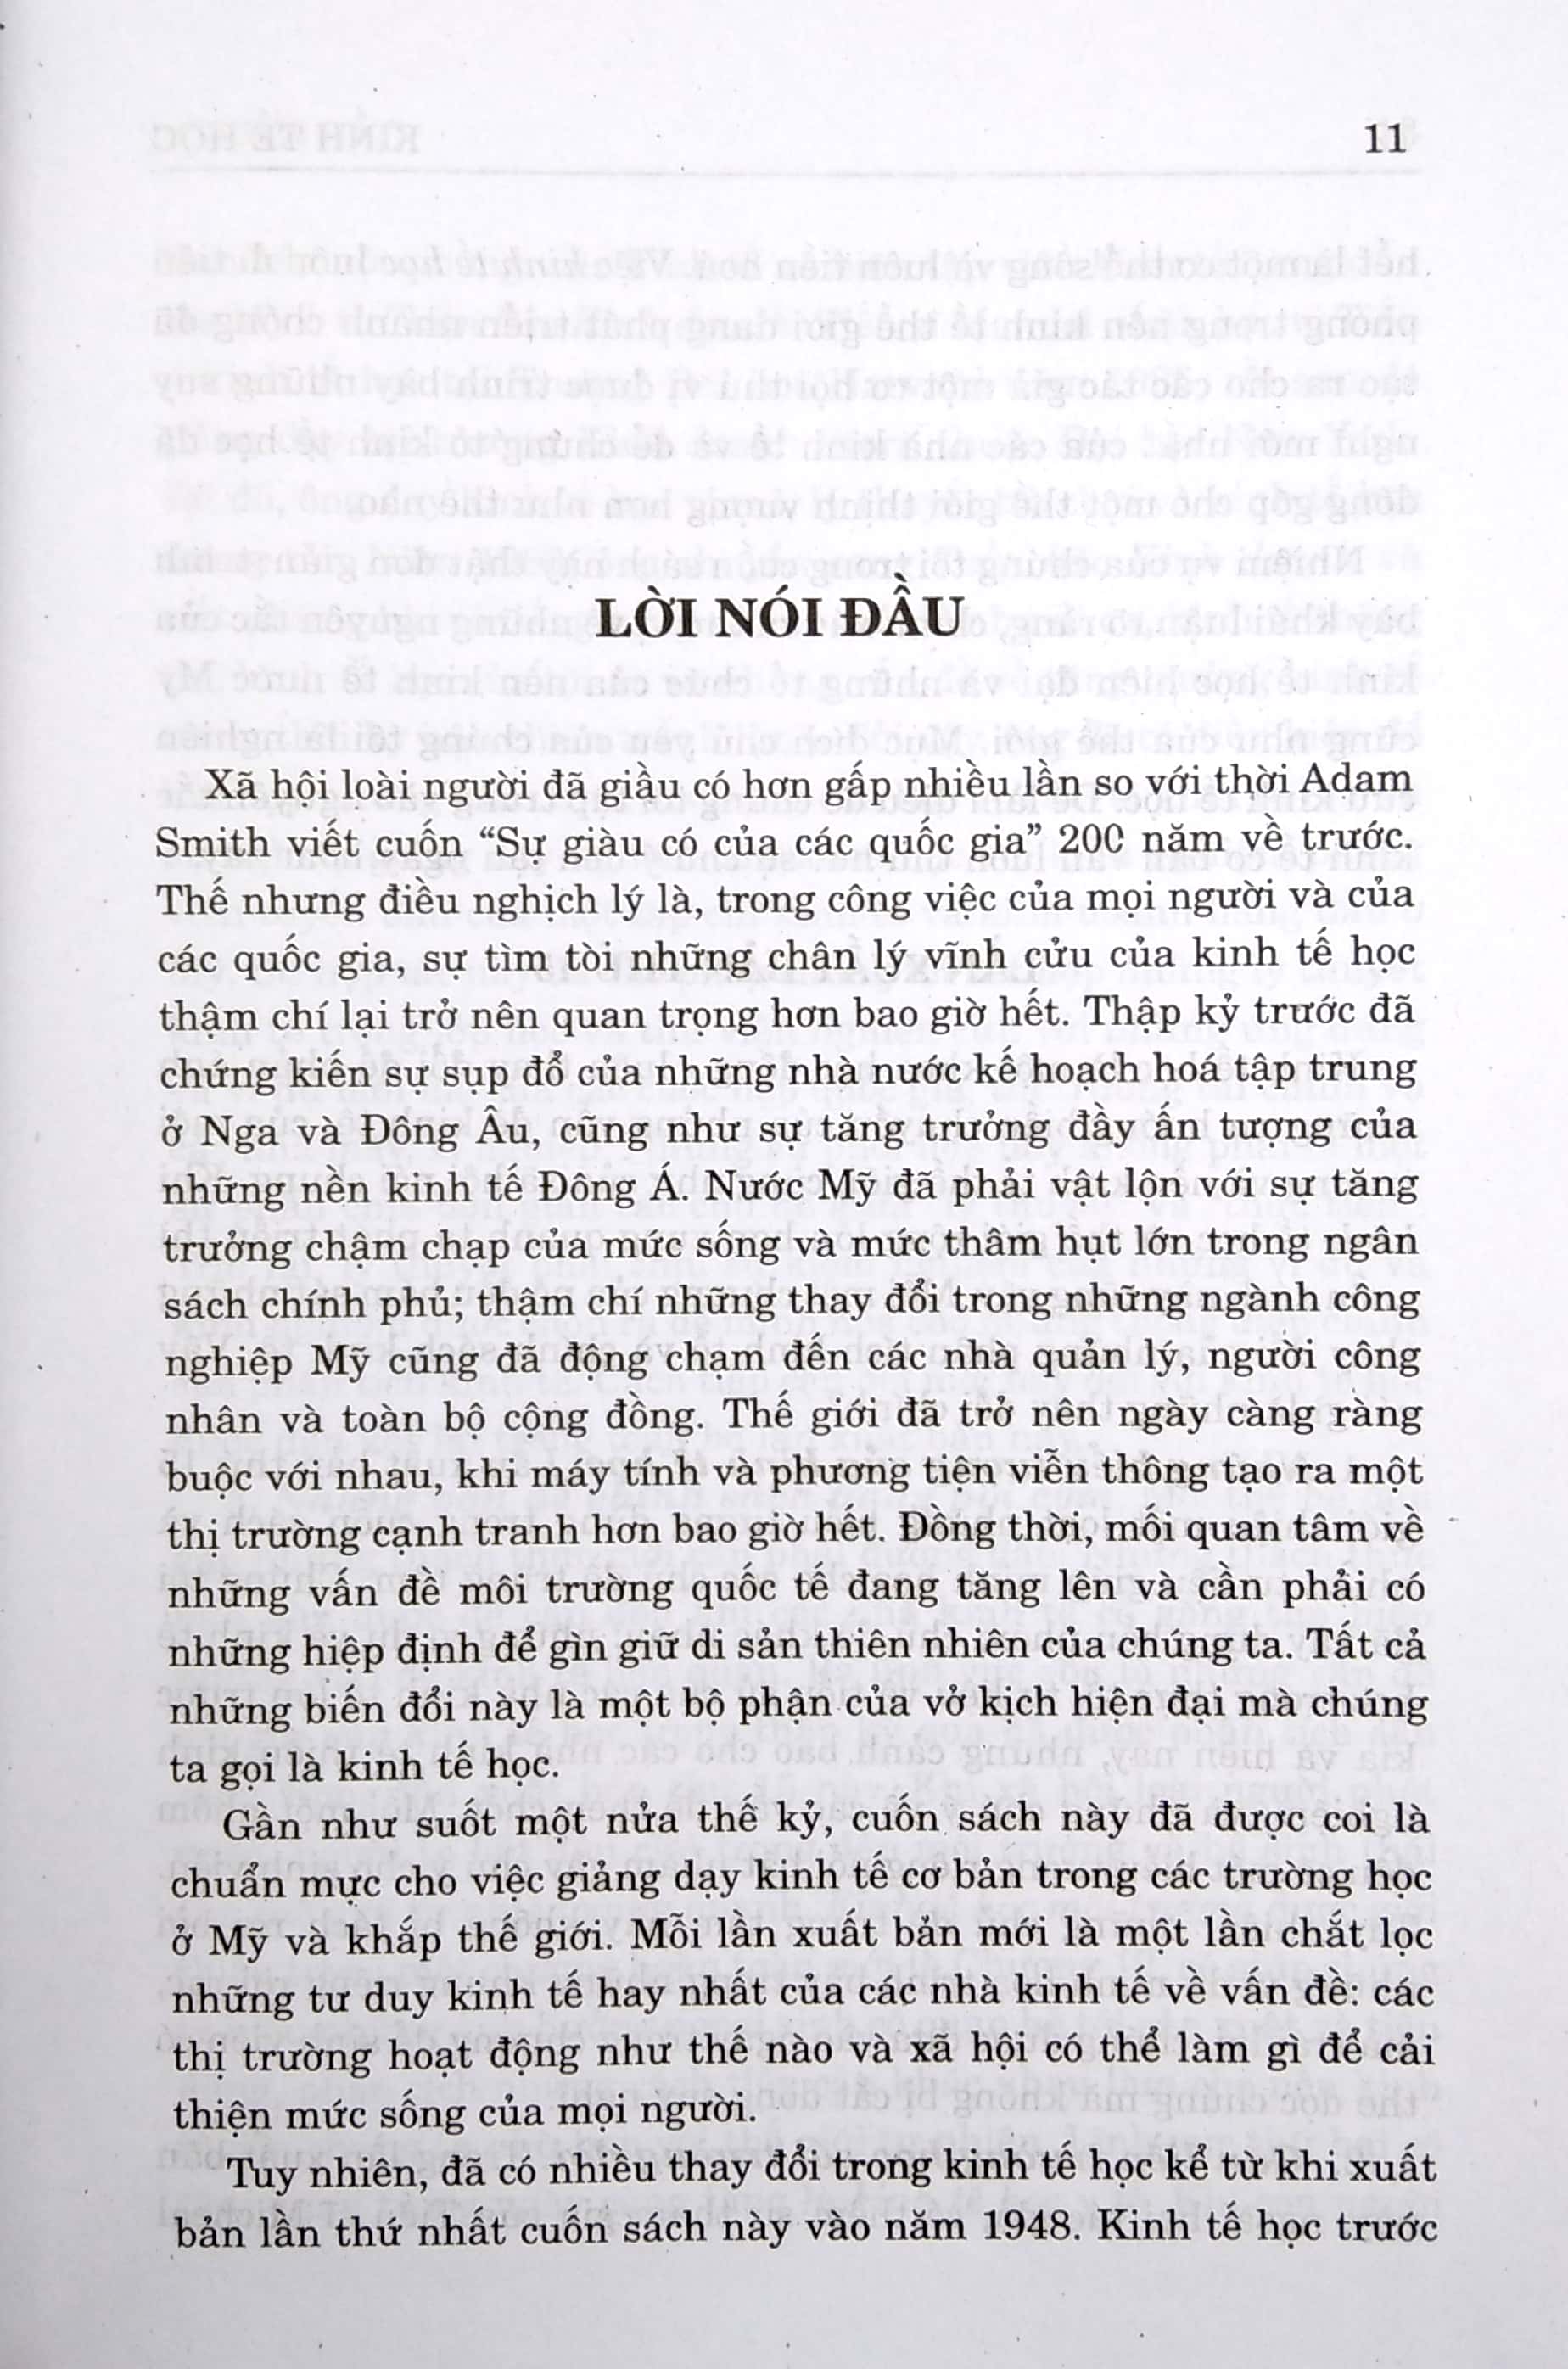 11
LỜI NÓI ĐẦU
Xã hội loài người đã giầu có hơn gấp nhiều lần so với thời Adam
Smith viết cuốn “Sự giàu có của các quốc gia” 200 năm về trước.
Thế nhưng điều nghịch lý là, trong công việc của mọi người và của
các quốc gia, sự tìm tòi những chân lý vĩnh cửu của kinh tế học
thậm chí lại trở nên quan trọng hơn bao giờ hết. Thập kỷ trước đã
chứng kiến sự sụp đổ của những nhà nước kế hoạch hoá tập trung
ở Nga và Đông Âu, cũng như sự tăng trưởng đầy ấn tượng của
những nền kinh tế Đông Á. Nước Mỹ đã phải vật lộn với sự tăng
trưởng chậm chạp của mức sống và mức thâm hụt lớn trong ngân
sách chính phủ; thậm chí những thay đổi trong những ngành công
nghiệp Mỹ cũng đã động chạm đến các nhà quản lý, người công
nhân và toàn bộ cộng đồng. Thế giới đã trở nên ngày càng ràng
buộc với nhau, khi máy tính và phương tiện viễn thông tạo ra một
thị trường cạnh tranh hơn bao giờ hết. Đồng thời, mối quan tâm về
những vấn đề môi trường quốc tế đang tăng lên và cần phải có
những hiệp định để gìn giữ di sản thiên nhiên của chúng ta. Tất cả
những biến đổi này là một bộ phận của vở kịch hiện đại mà chúng
ta gọi là kinh tế học.
Gần như suốt một nửa thế kỷ, cuốn sách này đã được coi là
chuẩn mực cho việc giảng dạy kinh tế cơ bản trong các trường học
ở Mỹ và khắp thế giới. Mỗi lần xuất bản mới là một lần chắt lọc
những tư duy kinh tế hay nhất của các nhà kinh tế về vấn đề: các
thị trường hoạt động như thế nào và xã hội có thể làm gì để cải
thiện mức sống của mọi người.
Tuy nhiên, đã có nhiều thay đổi trong kinh tế học kể từ khi xuất
bản lần thứ nhất cuốn sách này vào năm 1948. Kinh tế học trước